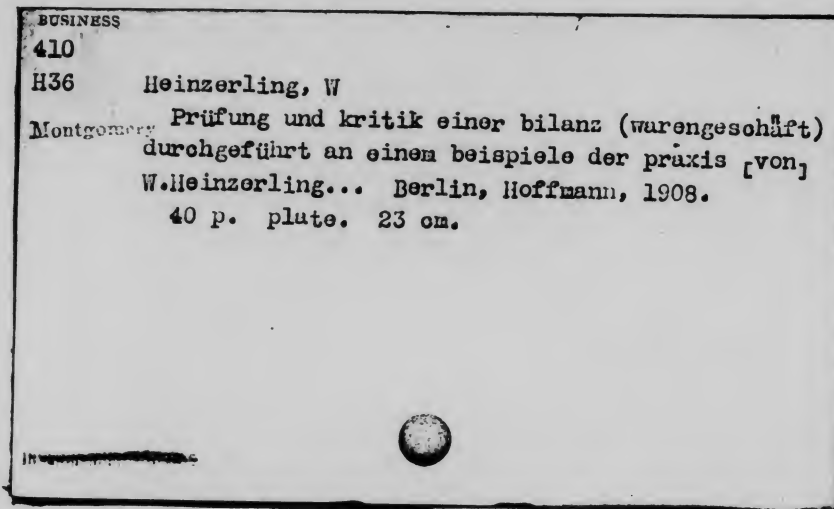 BUSINESS
410
H36 Heinzerling, W
Montgomery Prüfung und kritik einer bilanz (warengeschäft)
durchgeführt an einem beispiele der praxis [von]
W.Heinzerling... Berlin, Hoffmann, 1908.
40 p. plate. 23 cm.